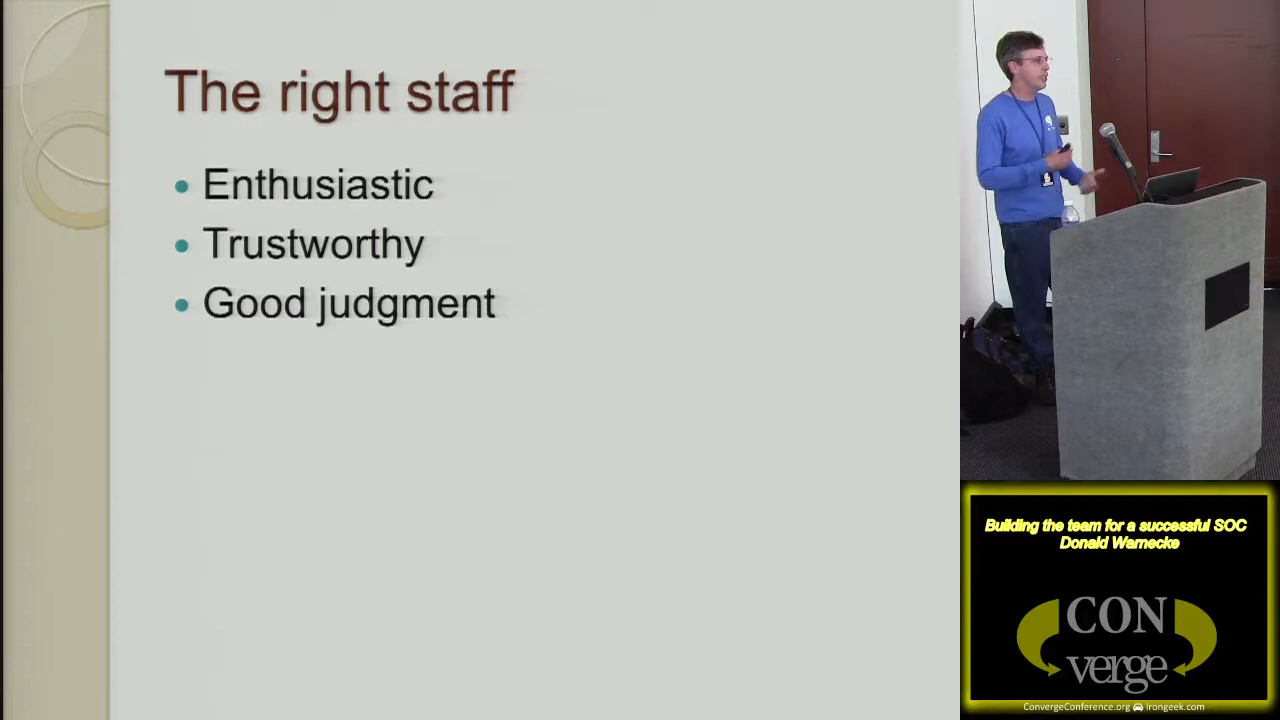 The right staff
Enthusiastic
Trustworthy
Good judgment
Building the team for a successful SOC
Donald Warnecke
CON
verge
ConvergeConference.org Irongeek.com